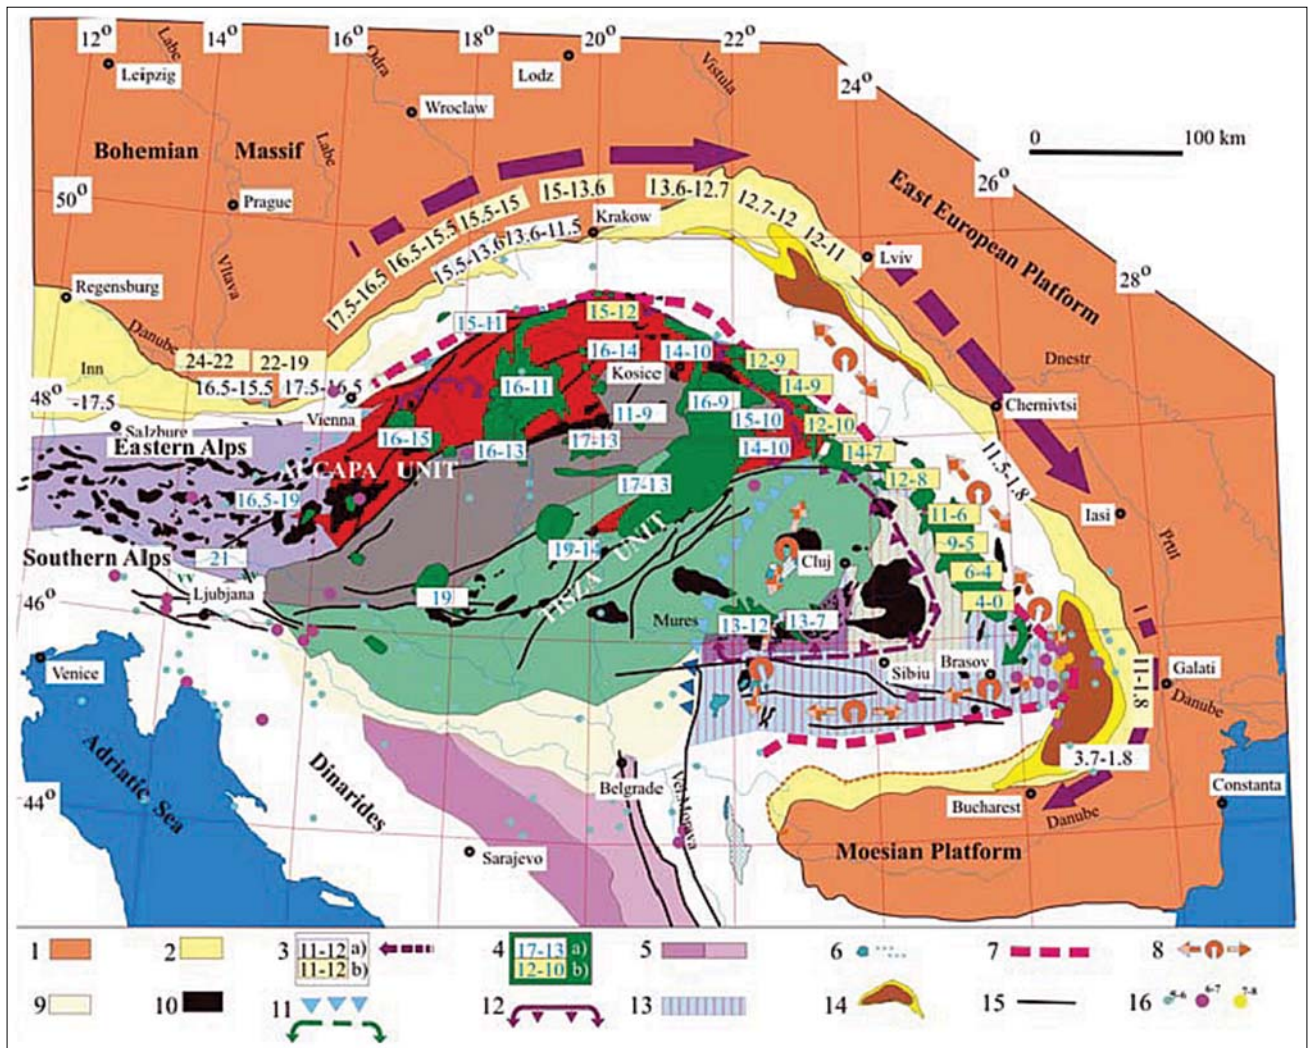 12°
14°
16°
18°
20°
22°
24°
26°
28°
50°
48°
46°
44°
Labe
Leipzig
Odra
Lodz
Vistula
Wroclaw
0 100 km
Bohemian Massif
Labe
Prague
East European Platform
15-13.6
13.6-12.7
12.7-12
12-11
15.5-15
16.5-15.5
17.5-16.5
13.6-11.5
15.5-13.6
Krakow
Lviv
Vltava
Regensburg
Danube
Inn
24-22
22-19
16.5-15.5
17.5-16.5
-17.5
Vienna
Salzburg
Dnestr
Chernivtsi
15-11
15-12
16-14
14-10
Kosice
12-9
14-9
16-11
16-9
11-9
15-10
12-10
16-15
16-13
17-13
14-10
14-7
12-8
11.5-1.8
Eastern Alps
ALCAPA UNIT
16.5-19
17-13
11-6
Iasi
Prut
Southern Alps
21
19-14
TISZA UNIT
Cluj
9-5
6-4
4-0
Ljubjana
19
Mures
13-12
13-7
Venice
Sibiu
Brasov
11-1.8
Galati
Danube
Adriatic Sea
Dinarides
Belgrade
Vel Morava
3.7-1.8
Bucharest
Danube
Constanta
Sarajevo
Moesian Platform
1
2
3 11-12 a)
11-12 b)
4 17-13 a)
12-10 b)
5
6
7
8
9
10
11
12
13
14
15
16 5-6 6-7 7-8